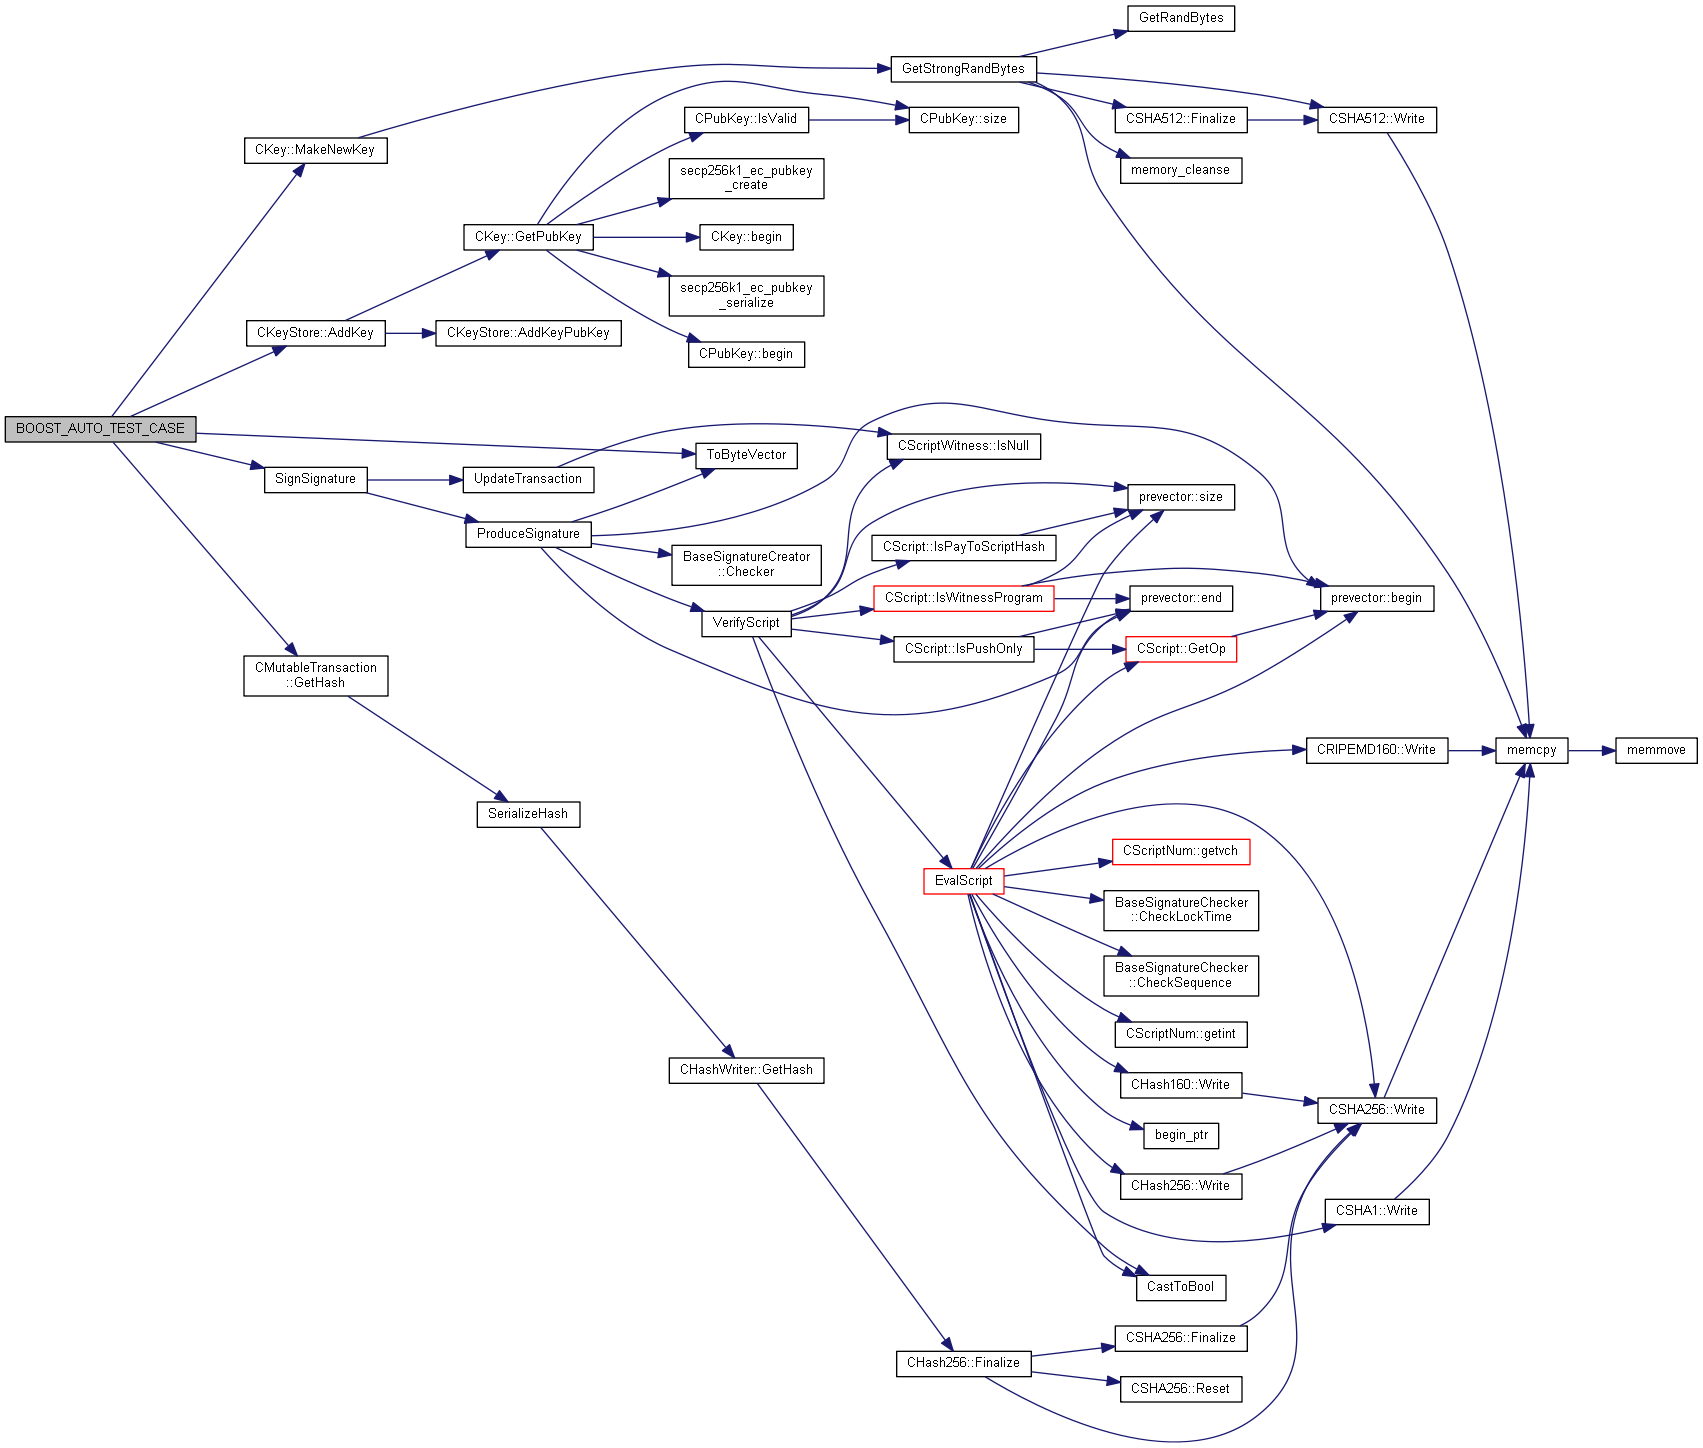 GetRandBytes
GetStrongRandBytes
CPubKey::IsValid
CPubKey::size
CSHA512::Finalize
CSHA512::Write
CKey::MakeNewKey
memory_cleanse
secp256k1_ec_pubkey
_create
CKey::GetPubKey
CKey::begin
secp256k1_ec_pubkey
_serialize
CKeyStore::AddKey
CKeyStore::AddKeyPubKey
CPubKey::begin
BOOST_AUTO_TEST_CASE
ToByteVector
CScriptWitness::IsNull
SignSignature
UpdateTransaction
prevector::size
ProduceSignature
BaseSignatureCreator
::Checker
CScript::IsPayToScriptHash
CScript::IsWitnessProgram
prevector::end
prevector::begin
VerifyScript
CScript::IsPushOnly
CScript::GetOp
CMutableTransaction
::GetHash
CRIPEMD160::Write
memcpy
memmove
SerializeHash
CScriptNum::getvch
EvalScript
BaseSignatureChecker
::CheckLockTime
BaseSignatureChecker
::CheckSequence
CScriptNum::getint
CHashWriter::GetHash
CHash160::Write
CSHA256::Write
begin_ptr
CHash256::Write
CSHA1::Write
CastToBool
CSHA256::Finalize
CHash256::Finalize
CSHA256::Reset